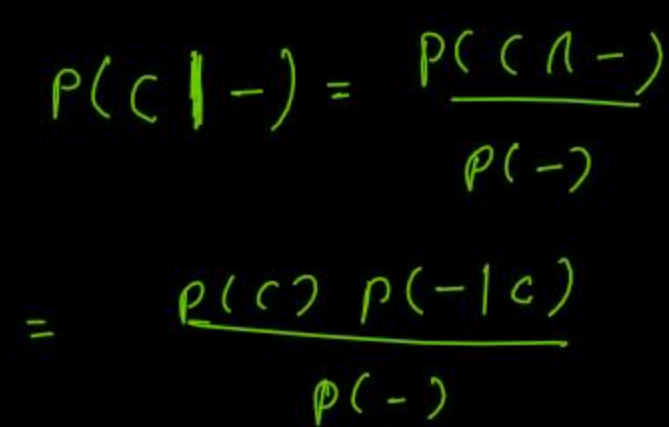 P(C|-) = P(C∩-)
P(-)
= P(C) P(-|C)
P(-)